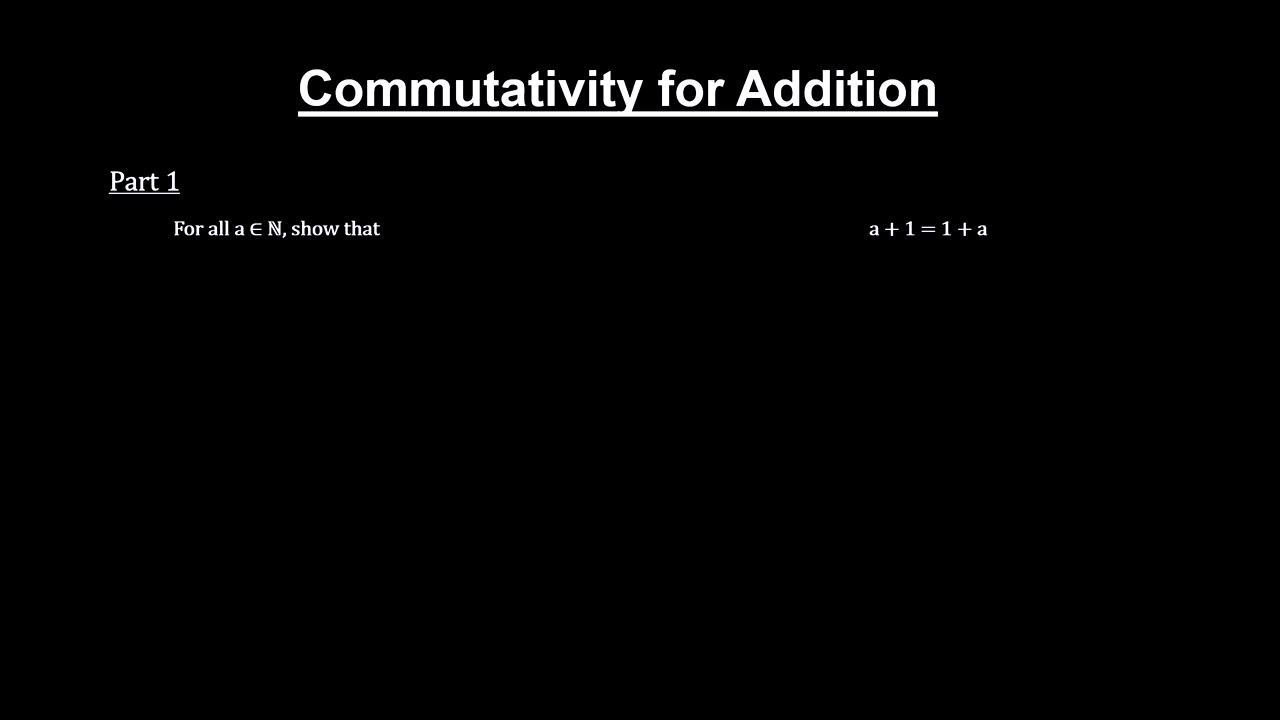 Commutativity for Addition
Part 1
For all a ∈ ℕ, show that a + 1 = 1 + a